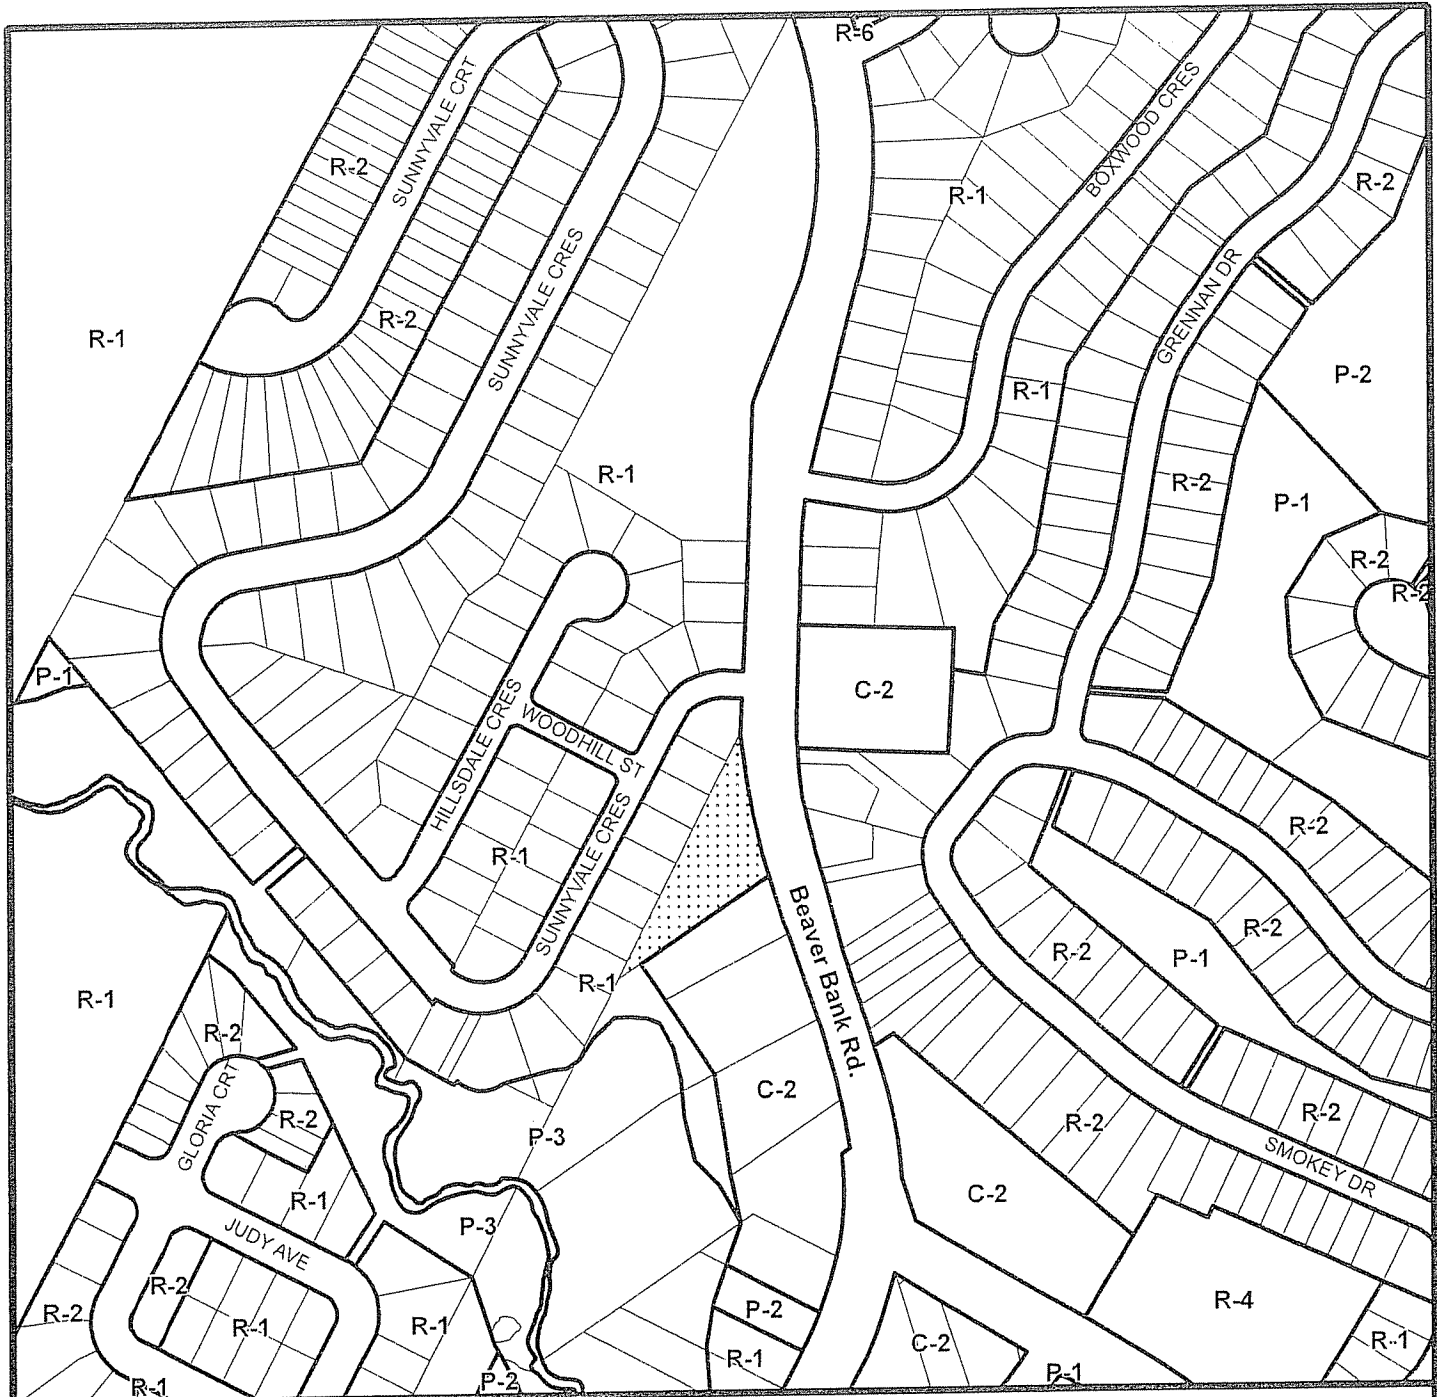 R-6
SUNNYVALE CRT
BOXWOOD CRES
R-2
R-1
R-2
SUNNYVALE CRES
GRENNAN DR
R-2
R-1
P-2
R-1
R-1
R-2
P-1
R-2
R-2
P-1
C-2
HILLSDALE CRES
WOODHILL ST
SUNNYVALE CRES
R-1
R-2
Beaver Bank Rd.
R-2
R-2
P-1
R-1
R-1
R-2
GLORIA CRT
C-2
R-2
R-2
R-2
P-3
SMOKEY DR
R-1
C-2
P-3
JUDY AVE
R-2
R-2
R-1
R-1
P-2
R-4
R-1
C-2
R-1
R-1
P-2
P-1